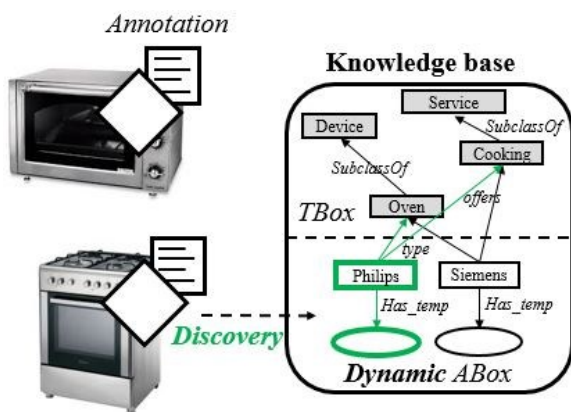 Annotation
Knowledge base
Service
Device
SubclassOf
Cooking
SubclassOf
offers
Oven
TBox
type
Philips
Siemens
Has_temp
Has_temp
Discovery
Dynamic ABox